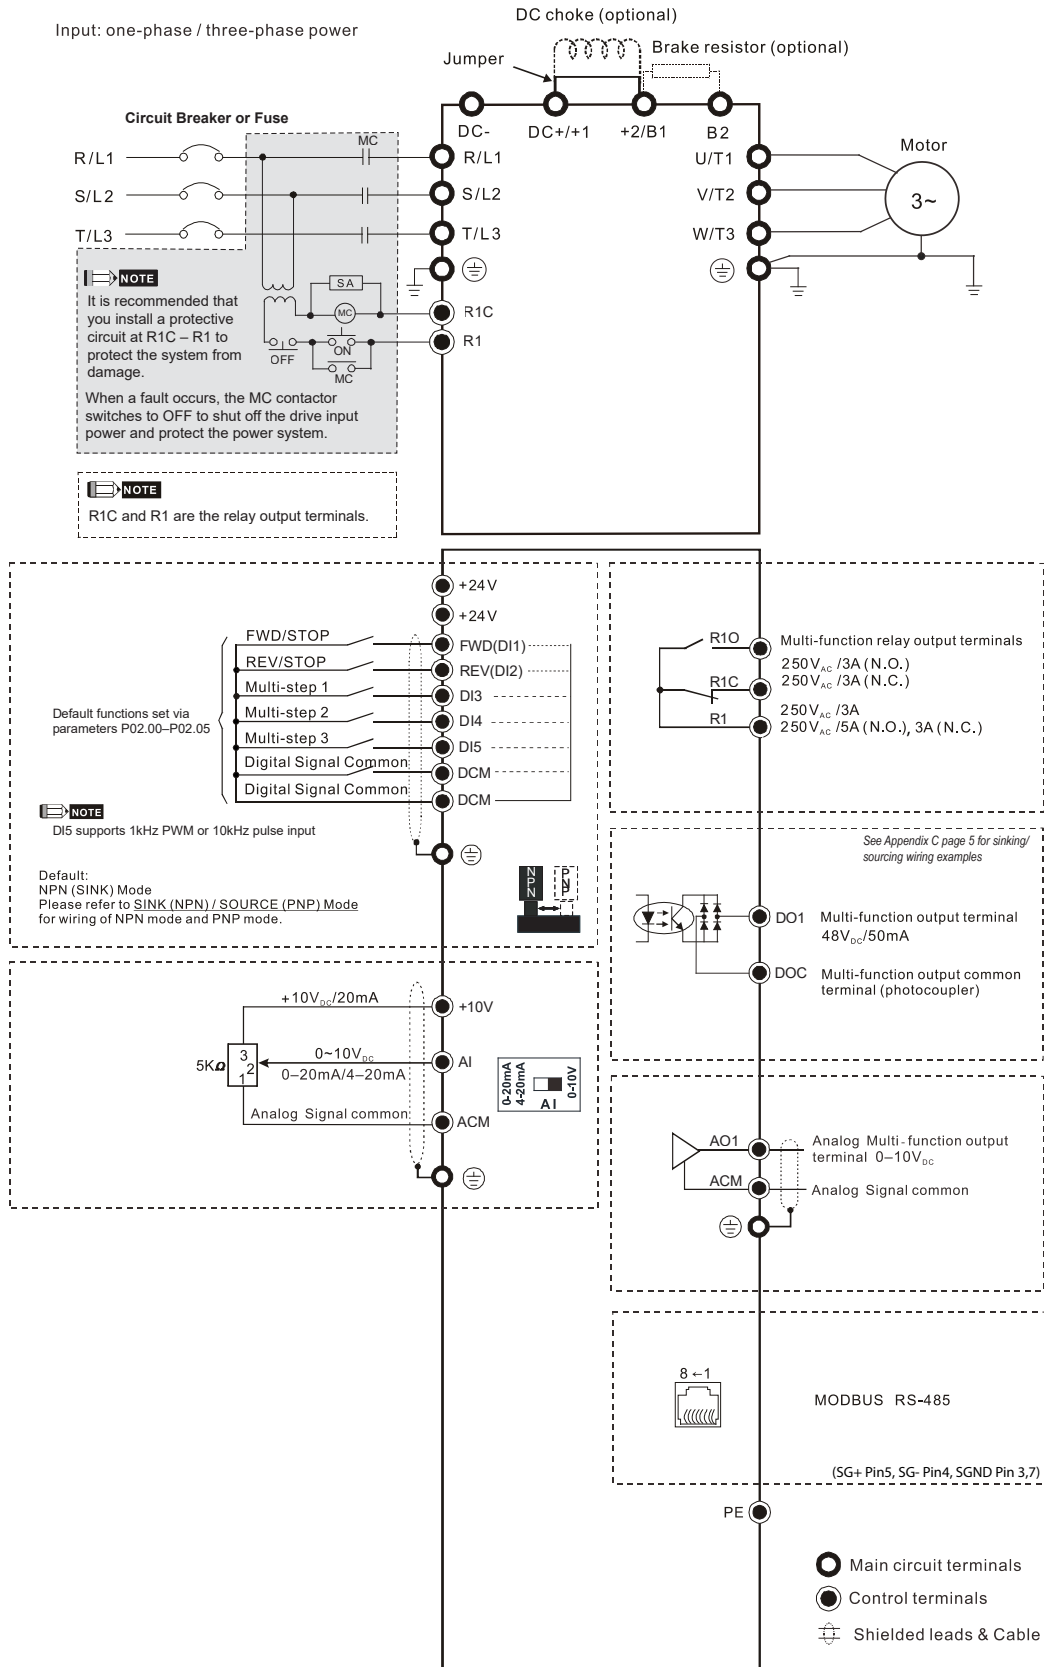 Input: one-phase / three-phase power
DC choke (optional)
Jumper
Brake resistor (optional)
Circuit Breaker or Fuse
DC-
DC+/+1
+2/B1
B2
R/L1
MC
R/L1
U/T1
Motor
S/L2
S/L2
V/T2
3~
T/L3
T/L3
W/T3
NOTE
It is recommended that
you install a protective
circuit at R1C – R1 to
protect the system from
damage.
When a fault occurs, the MC contactor
switches to OFF to shut off the drive input
power and protect the power system.
SA
MC
R1C
OFF
ON
R1
MC
NOTE
R1C and R1 are the relay output terminals.
+24V
+24V
FWD/STOP
FWD(DI1)
REV/STOP
REV(DI2)
Multi-step 1
DI3
Default functions set via
parameters P02.00–P02.05
Multi-step 2
DI4
Multi-step 3
DI5
Digital Signal Common
DCM
Digital Signal Common
DCM
NOTE
DI5 supports 1kHz PWM or 10kHz pulse input
Default:
NPN (SINK) Mode
Please refer to SINK (NPN) / SOURCE (PNP) Mode
for wiring of NPN mode and PNP mode.
NPN
PNP
R1O
Multi-function relay output terminals
250VAC /3A (N.O.)
R1C
250VAC /3A (N.C.)
R1
250VAC /3A
250VAC /5A (N.O.), 3A (N.C.)
See Appendix C page 5 for sinking/
sourcing wiring examples
DO1
Multi-function output terminal
48VDC/50mA
DOC
Multi-function output common
terminal (photocoupler)
+10VDC/20mA
+10V
5KΩ
3
2
1
0~10VDC
0–20mA/4–20mA
AI
Analog Signal common
ACM
0-20mA
4-20mA
AI
0-10V
AO1
Analog Multi-function output
terminal 0–10VDC
ACM
Analog Signal common
8←1
MODBUS RS-485
(SG+ Pin5, SG- Pin4, SGND Pin 3,7)
PE
Main circuit terminals
Control terminals
Shielded leads & Cable